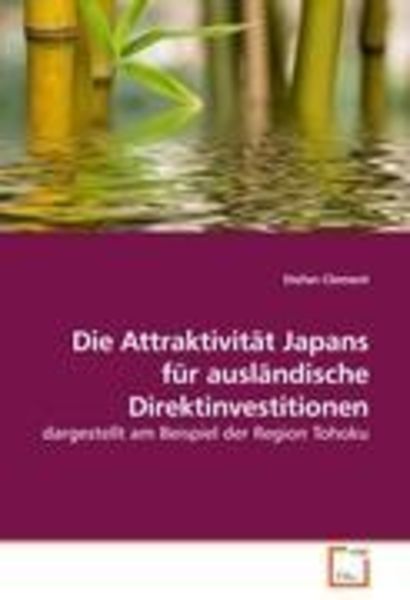 Stefan Clement
Die Attraktivität Japans
für ausländische
Direktinvestitionen
dargestellt am Beispiel der Region Tohoku